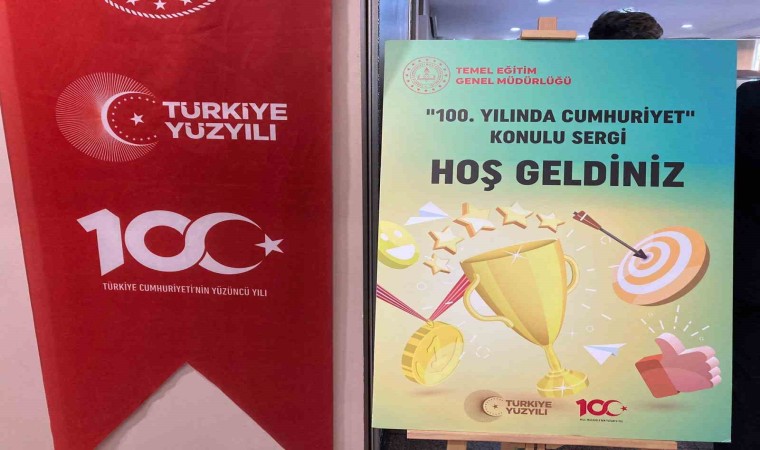 TÜRKİYE
YÜZYILI
100
TÜRKİYE CUMHURİYETİ'NİN YÜZÜNCÜ YILI
TEMEL EĞİTİM
GENEL MÜDÜRLÜĞÜ
"100. YILINDA CUMHURİYET"
KONULU SERGİ
HOŞ GELDİNİZ
TÜRKİYE
YÜZYILI
100